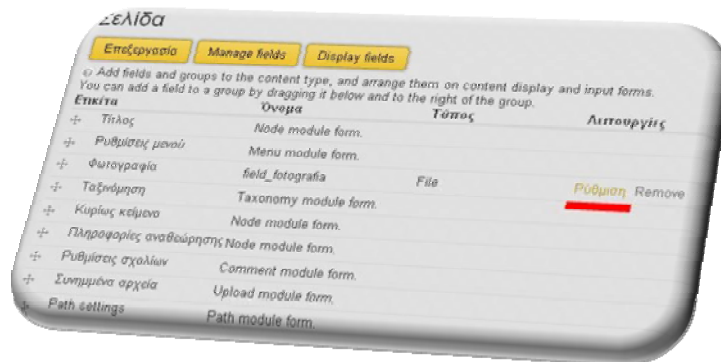 Σελίδα
Επεξεργασία Manage fields Display fields
Add fields and groups to the content type, and arrange them on content display and input forms.
You can add a field to a group by dragging it below and to the right of the group.
Ετικέτα Όνομα Τύπος Λειτουργίες
Τίτλος Node module form.
Ρυθμίσεις μενού Menu module form.
Φωτογραφία field_fotografia File Ρύθμιση Remove
Ταξινόμηση Taxonomy module form.
Κυρίως κείμενο Node module form.
Πληροφορίες αναθεώρησης Node module form.
Ρυθμίσεις σχολίων Comment module form.
Συνημμένα αρχεία Upload module form.
Path settings Path module form.